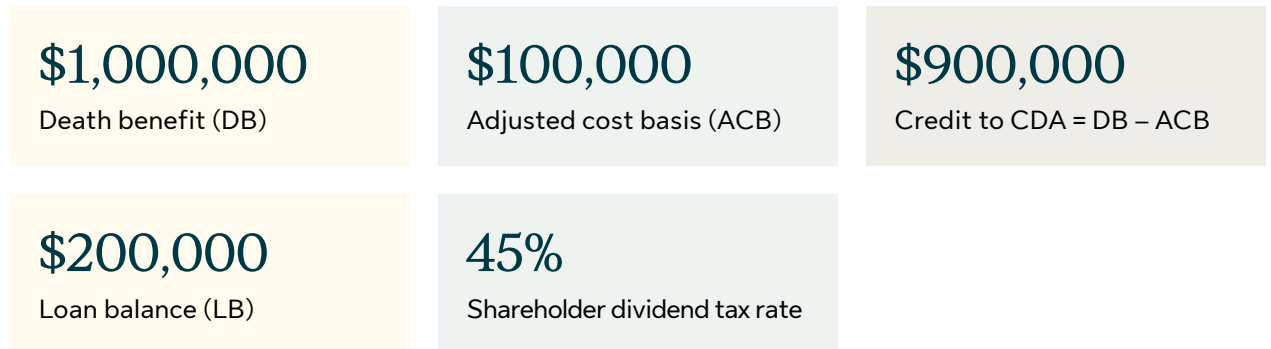 $1,000,000
Death benefit (DB)
$100,000
Adjusted cost basis (ACB)
$900,000
Credit to CDA = DB – ACB
$200,000
Loan balance (LB)
45%
Shareholder dividend tax rate